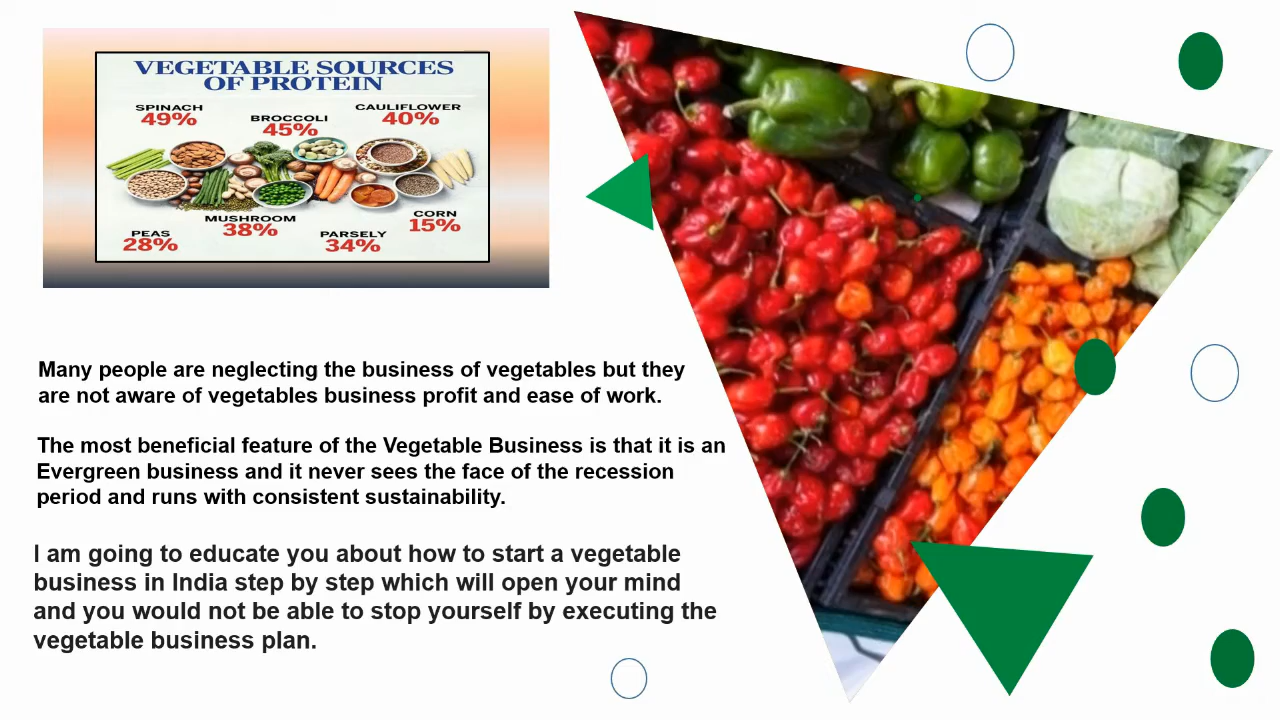 VEGETABLE SOURCES
OF PROTEIN
SPINACH
49%
BROCCOLI
45%
CAULIFLOWER
40%
MUSHROOM
38%
CORN
15%
PEAS
28%
PARSELY
34%
Many people are neglecting the business of vegetables but they
are not aware of vegetables business profit and ease of work.
The most beneficial feature of the Vegetable Business is that it is an
Evergreen business and it never sees the face of the recession
period and runs with consistent sustainability.
I am going to educate you about how to start a vegetable
business in India step by step which will open your mind
and you would not be able to stop yourself by executing the
vegetable business plan.